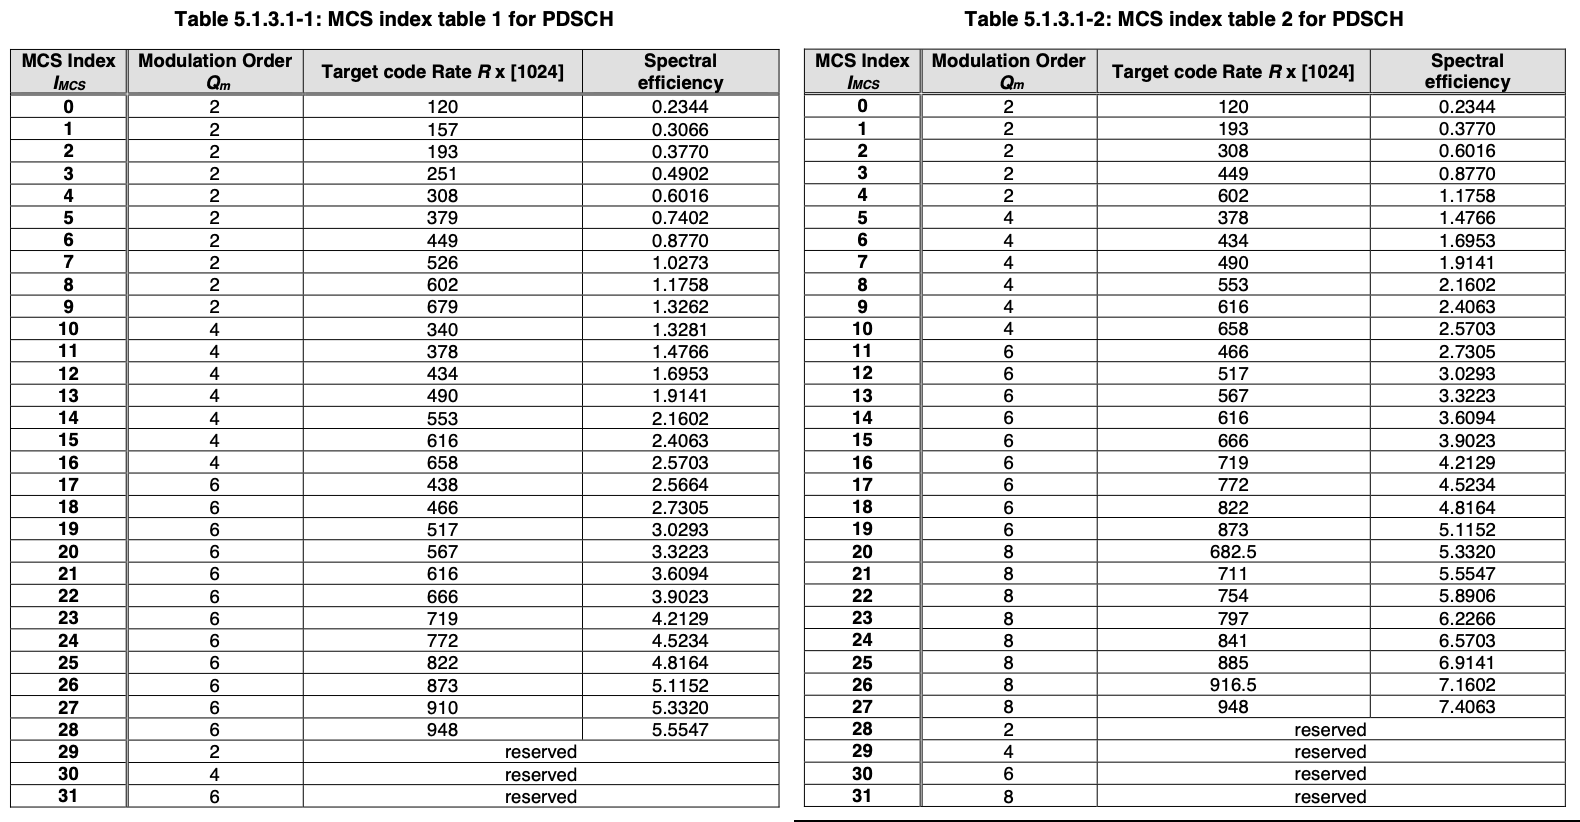 Table 5.1.3.1-1: MCS index table 1 for PDSCH
MCS Index IMCS Modulation Order Qm Target code Rate R x [1024] Spectral efficiency
0 2 120 0.2344
1 2 157 0.3066
2 2 193 0.3770
3 2 251 0.4902
4 2 308 0.6016
5 2 379 0.7402
6 2 449 0.8770
7 2 526 1.0273
8 2 602 1.1758
9 2 679 1.3262
10 4 340 1.3281
11 4 378 1.4766
12 4 434 1.6953
13 4 490 1.9141
14 4 553 2.1602
15 4 616 2.4063
16 4 658 2.5703
17 6 438 2.5664
18 6 466 2.7305
19 6 517 3.0293
20 6 567 3.3223
21 6 616 3.6094
22 6 666 3.9023
23 6 719 4.2129
24 6 772 4.5234
25 6 822 4.8164
26 6 873 5.1152
27 6 910 5.3320
28 6 948 5.5547
29 2 reserved
30 4 reserved
31 6 reserved
Table 5.1.3.1-2: MCS index table 2 for PDSCH
MCS Index IMCS Modulation Order Qm Target code Rate R x [1024] Spectral efficiency
0 2 120 0.2344
1 2 193 0.3770
2 2 308 0.6016
3 2 449 0.8770
4 2 602 1.1758
5 4 378 1.4766
6 4 434 1.6953
7 4 490 1.9141
8 4 553 2.1602
9 4 616 2.4063
10 4 658 2.5703
11 6 466 2.7305
12 6 517 3.0293
13 6 567 3.3223
14 6 616 3.6094
15 6 666 3.9023
16 6 719 4.2129
17 6 772 4.5234
18 6 822 4.8164
19 6 873 5.1152
20 8 682.5 5.3320
21 8 711 5.5547
22 8 754 5.8906
23 8 797 6.2266
24 8 841 6.5703
25 8 885 6.9141
26 8 916.5 7.1602
27 8 948 7.4063
28 2 reserved
29 4 reserved
30 6 reserved
31 8 reserved